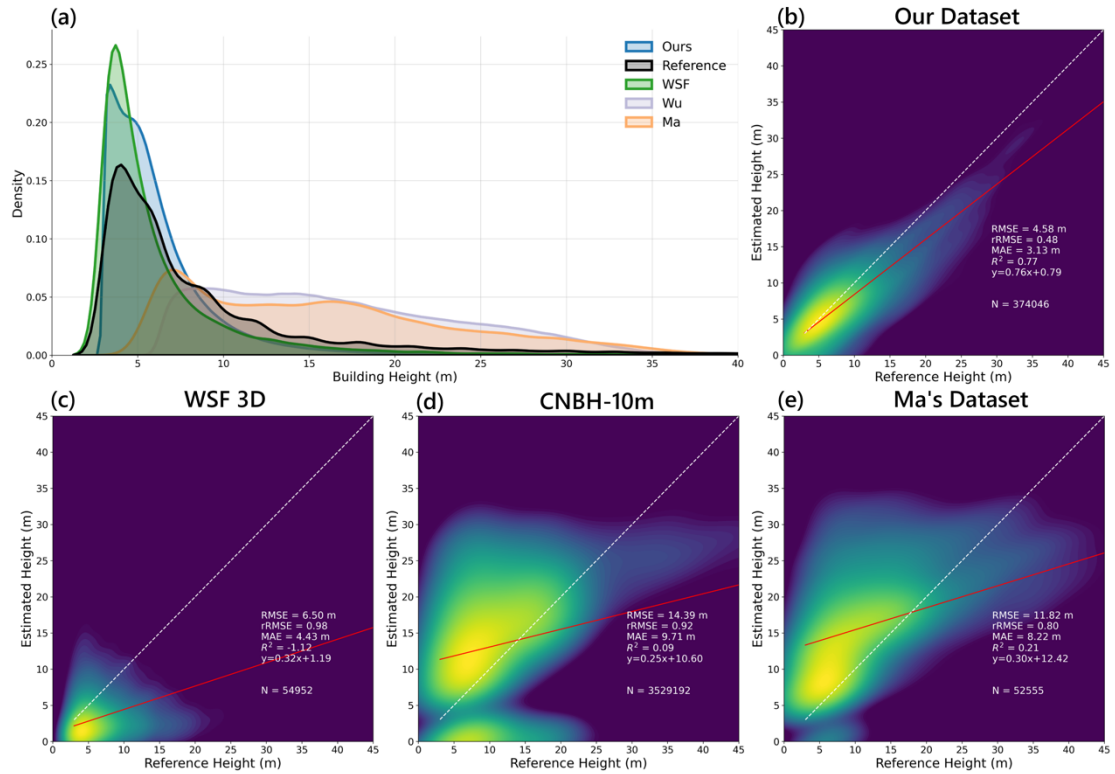 (a)
Density
0.25
0.20
0.15
0.10
0.05
0.00
0
5
10
15
20
25
30
35
40
Building Height (m)
Ours
Reference
WSF
Wu
Ma
(b) Our Dataset
Estimated Height (m)
45
40
35
30
25
20
15
10
5
0
0 5 10 15 20 25 30 35 40 45
Reference Height (m)
RMSE = 4.58 m
rRMSE = 0.48
MAE = 3.13 m
R² = 0.77
y=0.76x+0.79
N = 374046
(c) WSF 3D
Estimated Height (m)
45
40
35
30
25
20
15
10
5
0
0 5 10 15 20 25 30 35 40 45
Reference Height (m)
RMSE = 6.50 m
rRMSE = 0.98
MAE = 4.43 m
R² = -1.12
y=0.32x+1.19
N = 54952
(d) CNBH-10m
Estimated Height (m)
45
40
35
30
25
20
15
10
5
0
0 5 10 15 20 25 30 35 40 45
Reference Height (m)
RMSE = 14.39 m
rRMSE = 0.92
MAE = 9.71 m
R² = 0.09
y=0.25x+10.60
N = 3529192
(e) Ma's Dataset
Estimated Height (m)
45
40
35
30
25
20
15
10
5
0
0 5 10 15 20 25 30 35 40 45
Reference Height (m)
RMSE = 11.82 m
rRMSE = 0.80
MAE = 8.22 m
R² = 0.21
y=0.30x+12.42
N = 52555